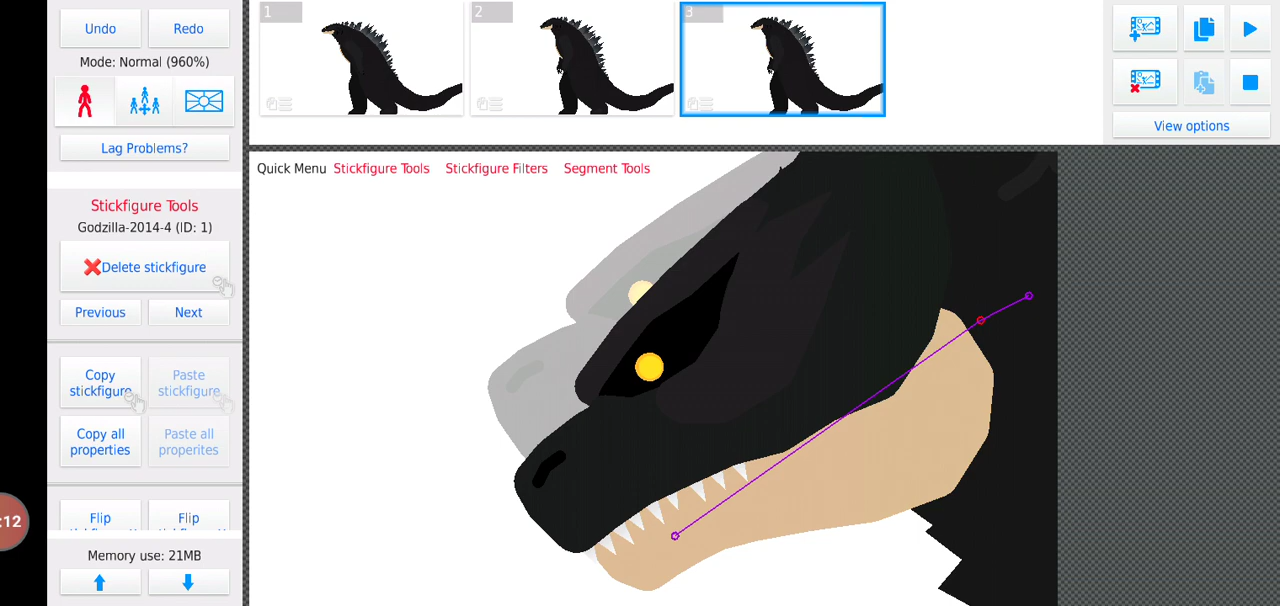 Undo
Redo
Mode: Normal (960%)
Lag Problems?
Stickfigure Tools
Godzilla-2014-4 (ID: 1)
Delete stickfigure
Previous
Next
Copy
stickfigure
Paste
stickfigure
Copy all
properties
Paste all
properites
Flip
Flip
Memory use: 21MB
:12
1
2
3
View options
Quick Menu
Stickfigure Tools
Stickfigure Filters
Segment Tools